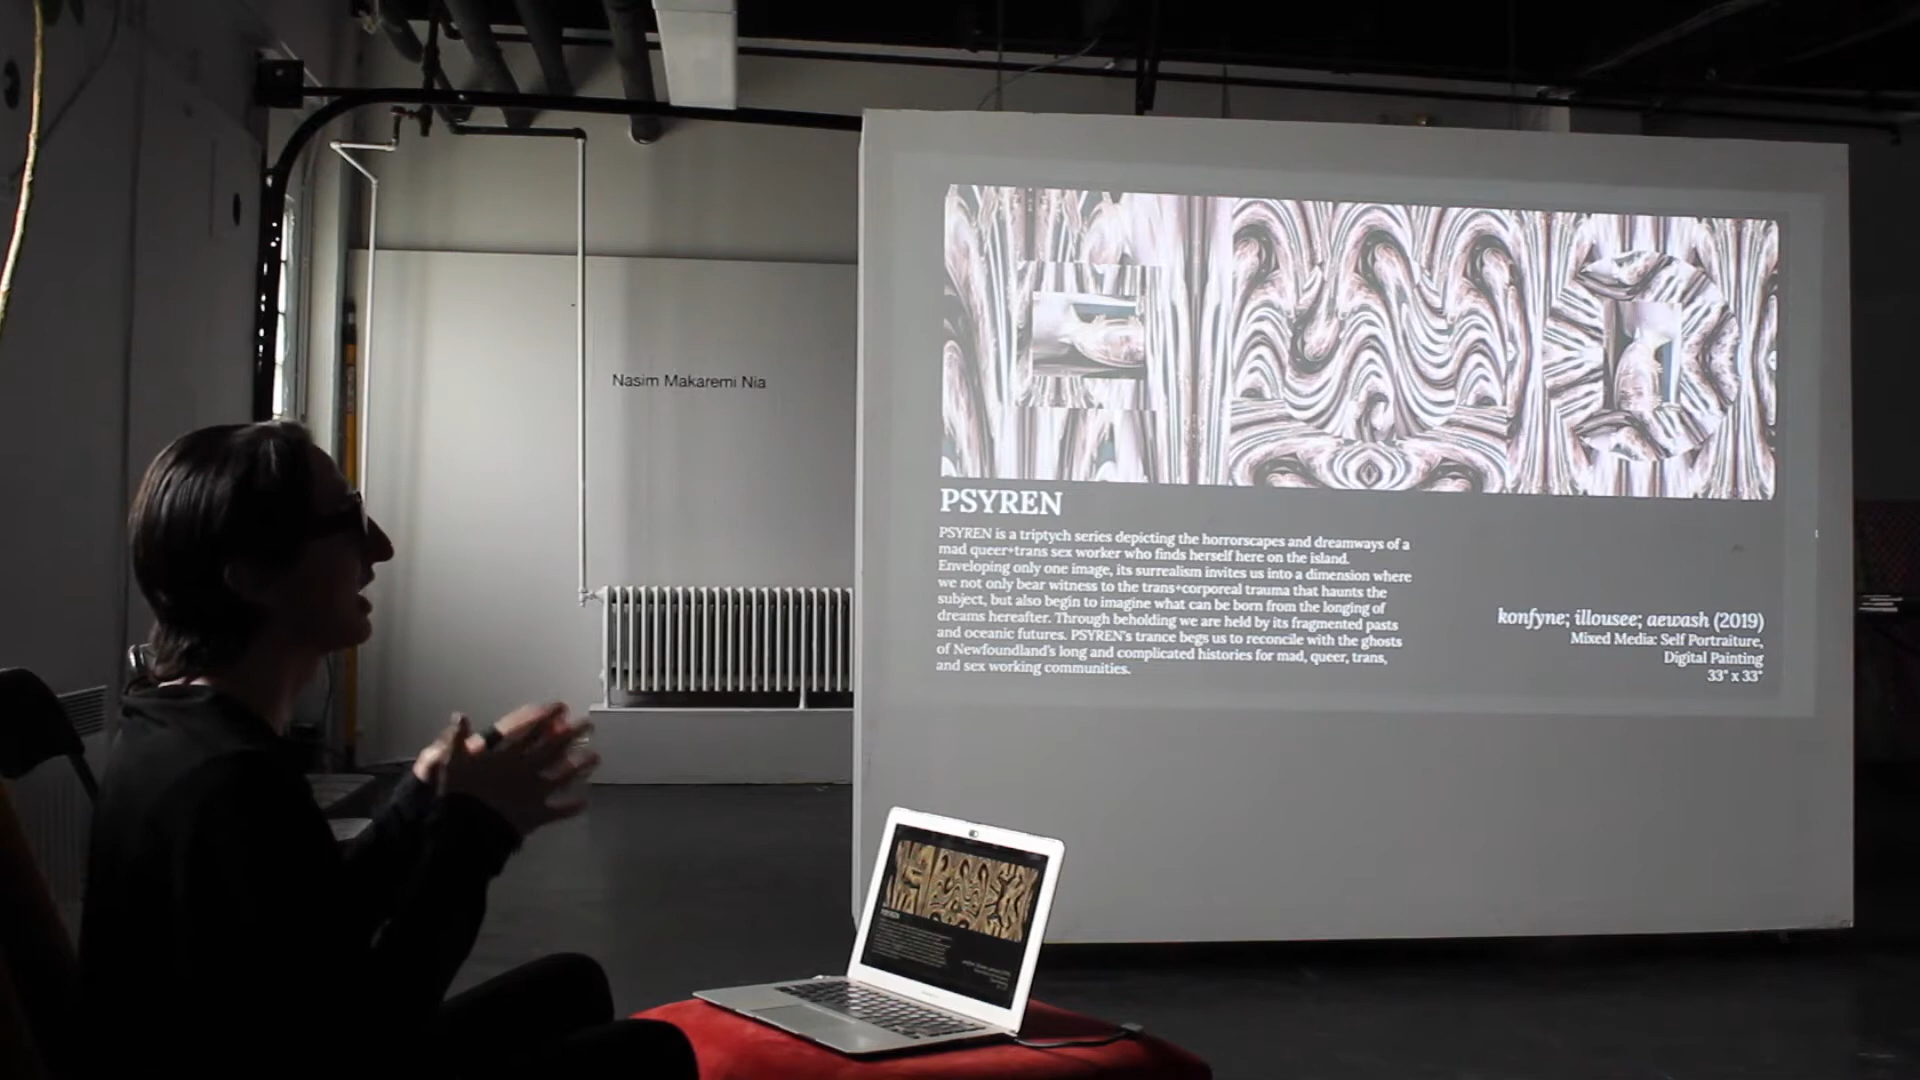 Nasim Makaremi Nia
PSYREN
PSYREN is a triptych series depicting the horrorscapes and dreamways of a
mad queer+trans sex worker who finds herself here on the island.
Enveloping only one image, its surrealism invites us into a dimension where
we not only bear witness to the trans+corporeal trauma that haunts the
subject, but also begin to imagine what can be born from the longing of
dreams hereafter. Through beholding we are held by its fragmented pasts
and oceanic futures. PSYREN's trance begs us to reconcile with the ghosts
of Newfoundland's long and complicated histories for mad, queer, trans,
and sex working communities.
konfyne; illousee; aewash (2019)
Mixed Media: Self Portraiture,
Digital Painting
33" x 33"
PSYREN